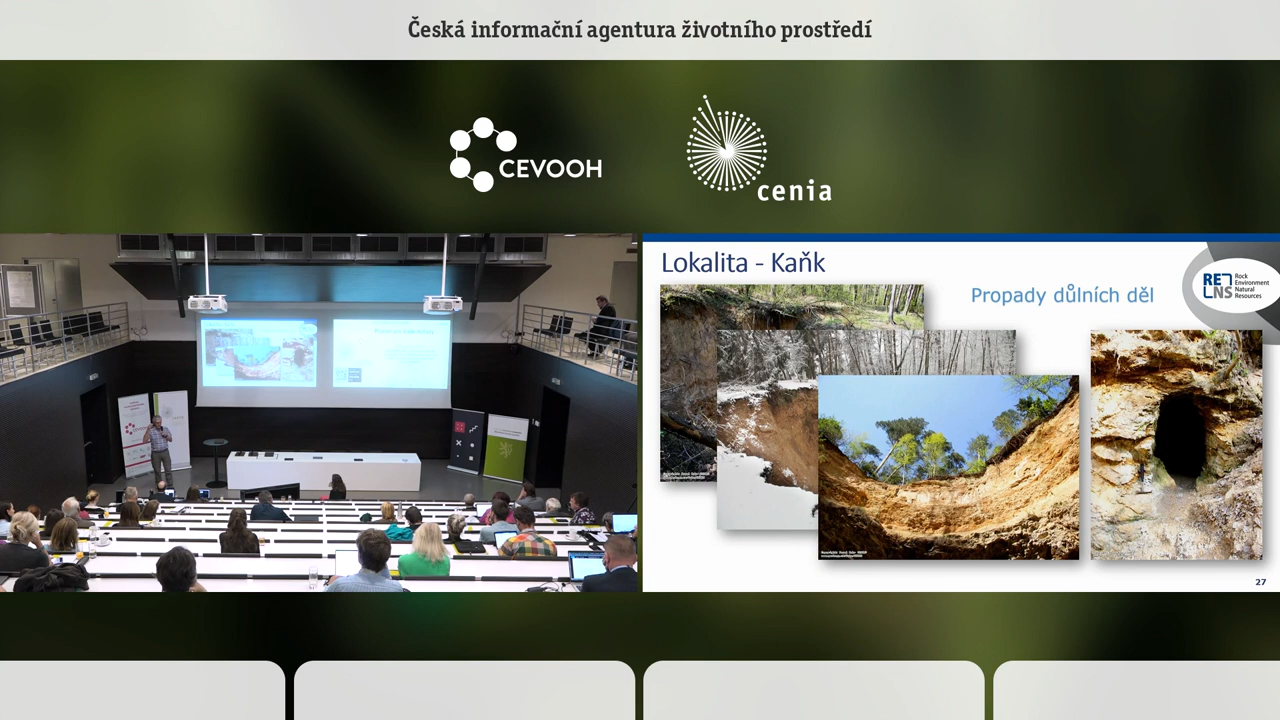 Česká informační agentura životního prostředí
CEVOOH
cenia
Lokalita - Kaňk
Propady důlních děl
RE
LNS
Rock
Environment
Natural
Resources
27